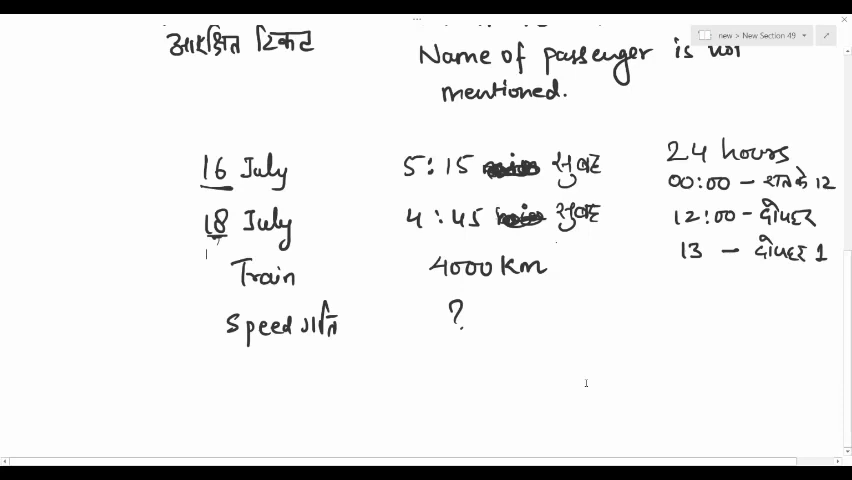 new > New Section 49
आरक्षित टिकट
Name of passenger is not
mentioned.
16 July 5:15 सुबह
18 July 4:45 सुबह
Train 4000 km
Speed गति ?
24 hours
00:00 – रात के 12
12:00 - दोपहर
13 – दोपहर 1